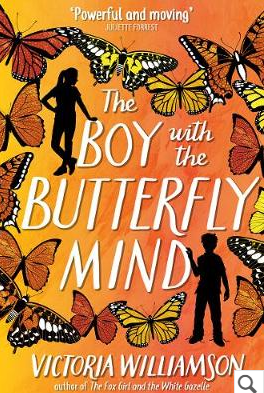 "Powerful and moving"
JULIETTE FORREST
The
BOY with
the
BUTTERFLY
MIND
VICTORIA WILLIAMSON
author of The Fox Girl and the White Gazelle